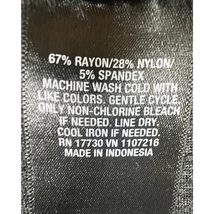 67% RAYON/28% NYLON/
5% SPANDEX
MACHINE WASH COLD WITH
LIKE COLORS. GENTLE CYCLE.
ONLY NON-CHLORINE BLEACH
IF NEEDED. LINE DRY.
COOL IRON IF NEEDED.
RN 17730 VN 1107216
MADE IN INDONESIA